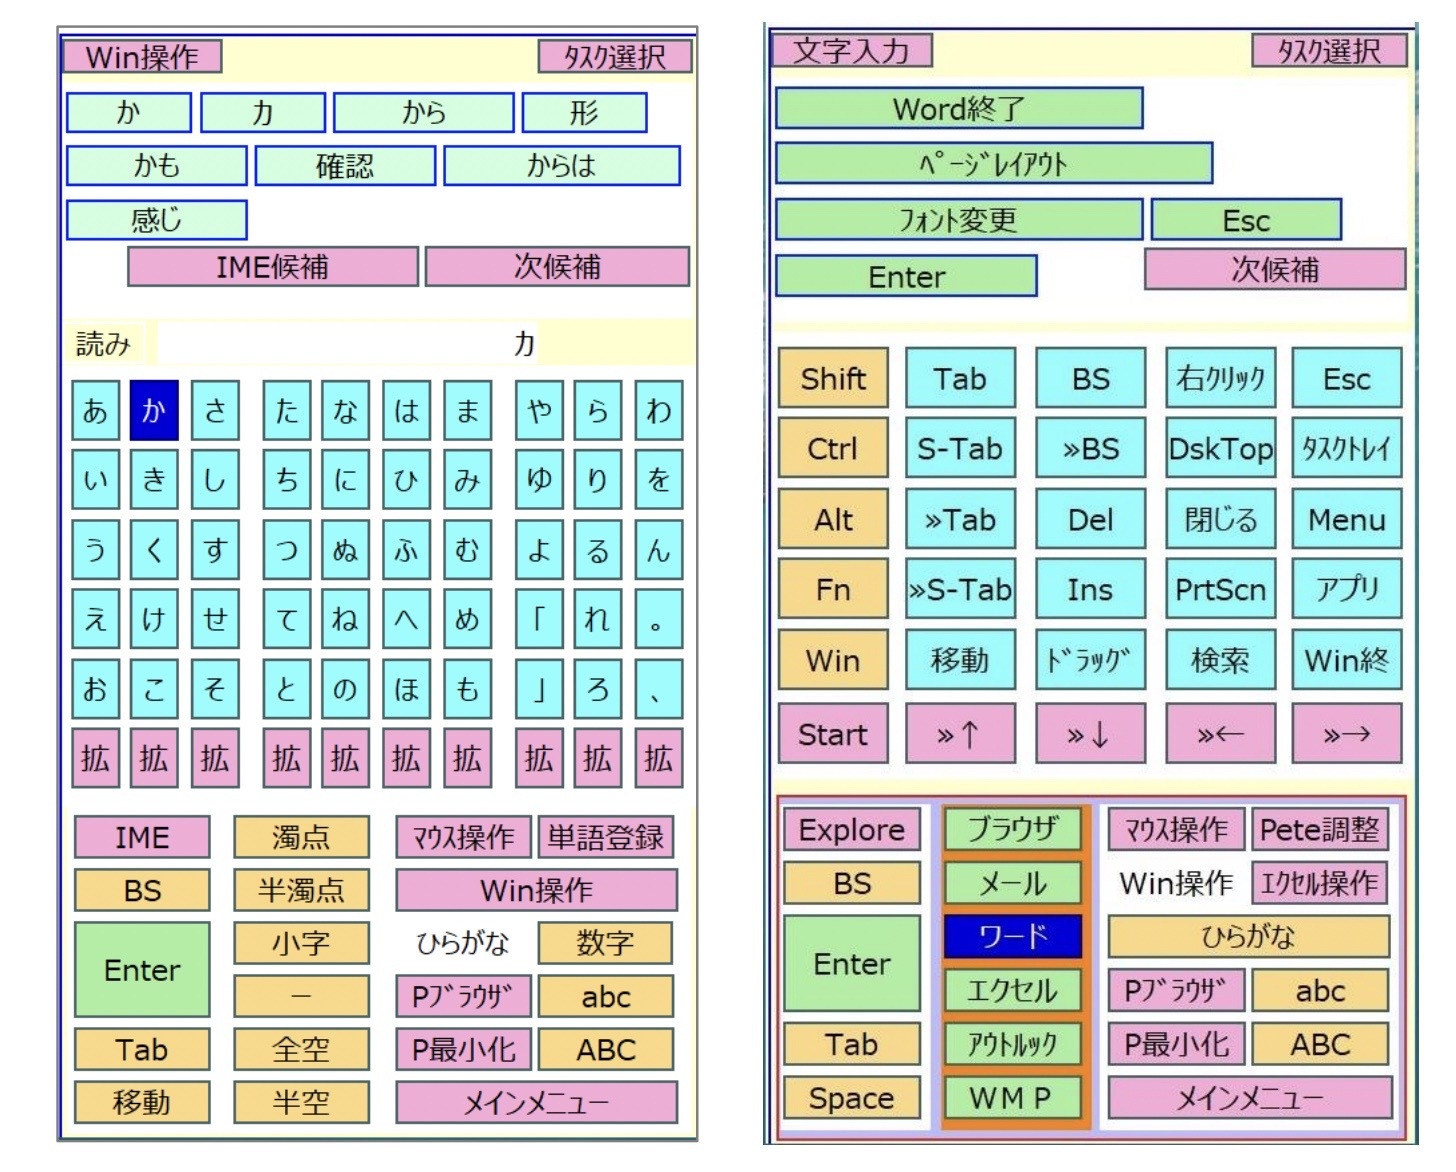 Win操作 ﾀｽｸ選択
か カ から 形
かも 確認 からは
感じ
IME候補 次候補
読み カ
あ か さ た な は ま や ら わ
い き し ち に ひ み ゆ り を
う く す つ ぬ ふ む よ る ん
え け せ て ね へ め 「 れ 。
お こ そ と の ほ も 」 ろ 、
拡 拡 拡 拡 拡 拡 拡 拡 拡 拡
IME 濁点 ﾏｳｽ操作 単語登録
BS 半濁点 Win操作
Enter 小字 ひらがな 数字
ー Pﾌﾞﾗｳｻﾞ abc
Tab 全空 P最小化 ABC
移動 半空 メインメニュー
文字入力 ﾀｽｸ選択
Word終了
ﾍﾟｰｼﾞﾚｲｱｳﾄ
ﾌｫﾝﾄ変更 Esc
Enter 次候補
Shift Tab BS 右ｸﾘｯｸ Esc
Ctrl S-Tab »BS DskTop ﾀｽｸﾄﾚｲ
Alt »Tab Del 閉じる Menu
Fn »S-Tab Ins PrtScn アプリ
Win 移動 ﾄﾞﾗｯｸﾞ 検索 Win終
Start »↑ »↓ »← »→
Explore ブラウザ ﾏｳｽ操作 Pete調整
BS メール Win操作 ｴｸｾﾙ操作
Enter ワード ひらがな
エクセル Pﾌﾞﾗｳｻﾞ abc
Tab ｱｳﾄﾙｯｸ P最小化 ABC
Space ＷＭＰ メインメニュー